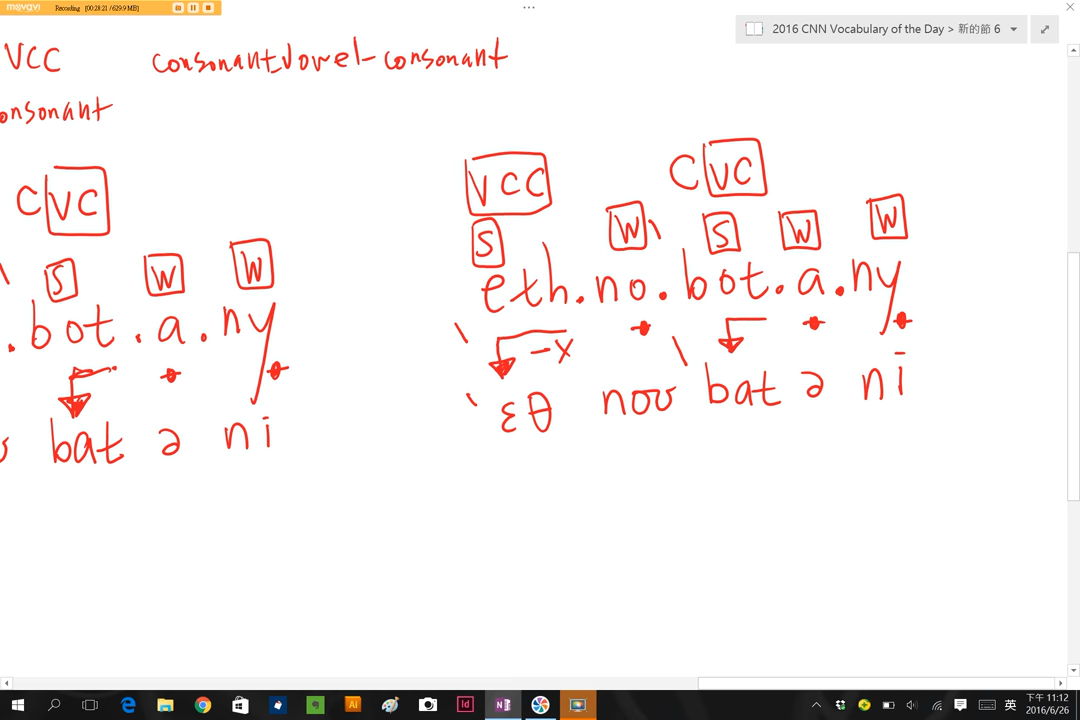 movavi Recording [00:28:21 / 629.9 MB]
2016 CNN Vocabulary of the Day > 新的節 6
VCC consonant-vowel-consonant
onsonant
CVC
VCC CVC
S W W
S W S W W
.bot.a.ny
eth.no.bot.a.ny
-x
bat ə ni
ɛθ noʊ bat ə ni
英
下午 11:12
2016/6/26